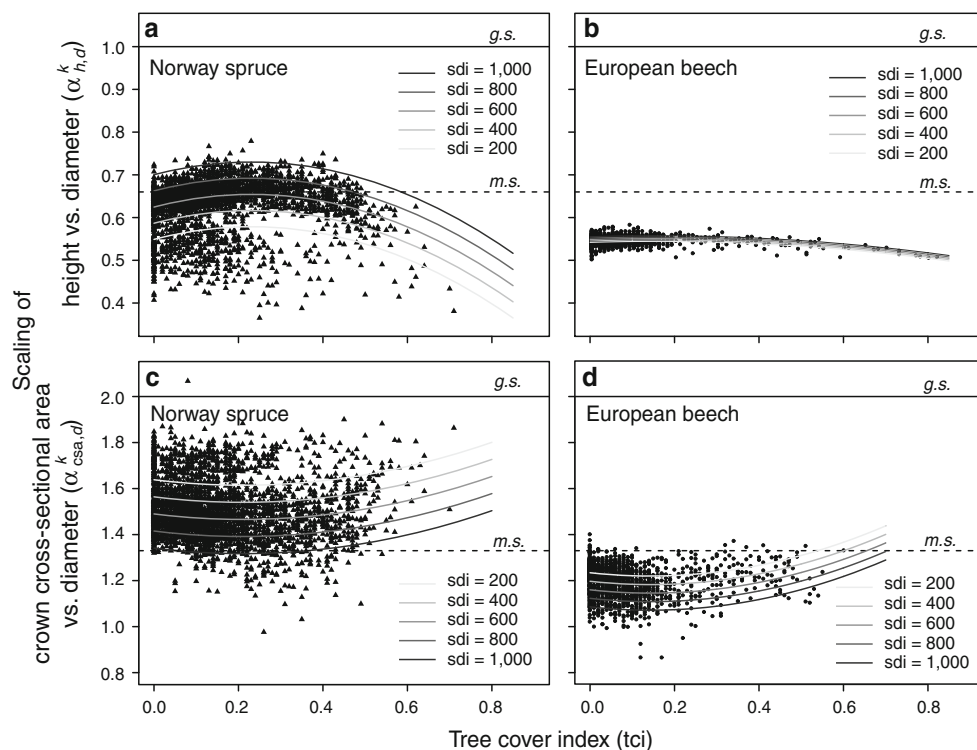 a
g.s.
Norway spruce
sdi = 1,000
sdi = 800
sdi = 600
sdi = 400
sdi = 200
m.s.
1.0
0.9
0.8
0.7
0.6
0.5
0.4
b
g.s.
European beech
sdi = 1,000
sdi = 800
sdi = 600
sdi = 400
sdi = 200
m.s.
Scaling of
height vs. diameter (α^k_h,d)
crown cross-sectional area
vs. diameter (α^k_csa,d)
c
g.s.
Norway spruce
m.s.
sdi = 200
sdi = 400
sdi = 600
sdi = 800
sdi = 1,000
2.0
1.8
1.6
1.4
1.2
1.0
0.8
0.0 0.2 0.4 0.6 0.8
d
g.s.
European beech
m.s.
sdi = 200
sdi = 400
sdi = 600
sdi = 800
sdi = 1,000
0.0 0.2 0.4 0.6 0.8
Tree cover index (tci)